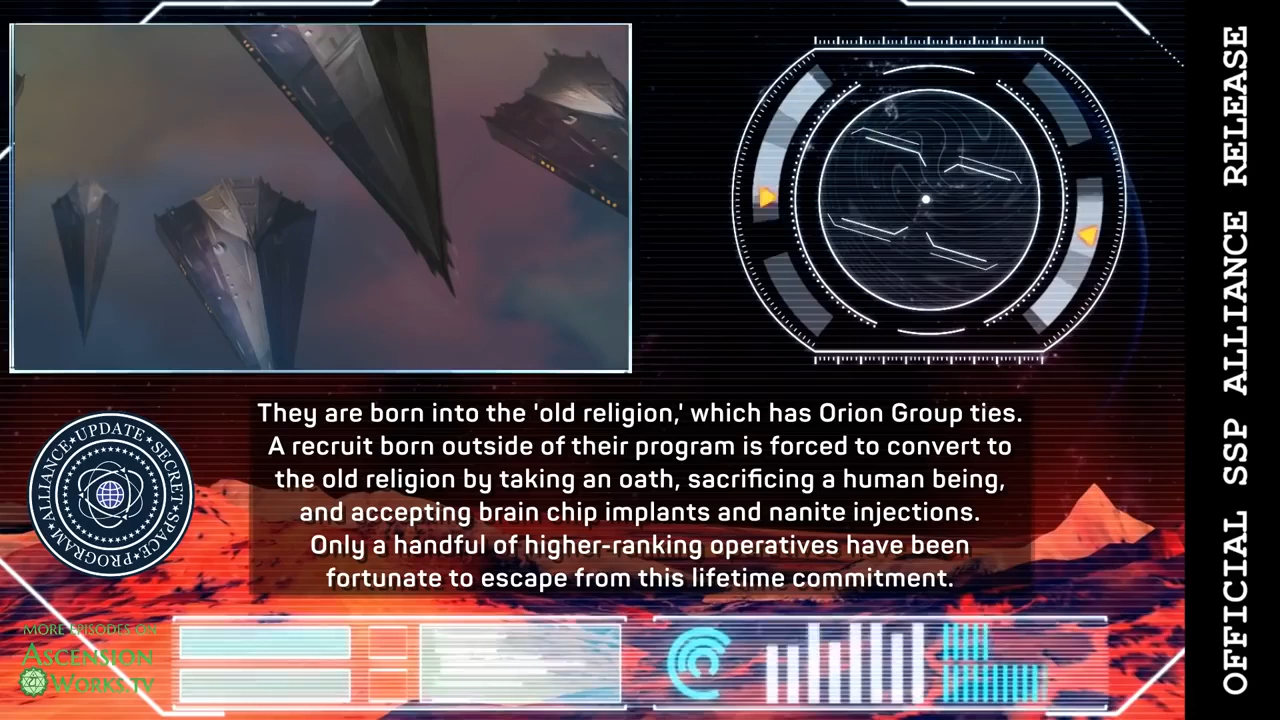 They are born into the 'old religion,' which has Orion Group ties.
A recruit born outside of their program is forced to convert to
the old religion by taking an oath, sacrificing a human being,
and accepting brain chip implants and nanite injections.
Only a handful of higher-ranking operatives have been
fortunate to escape from this lifetime commitment.
ALLIANCE ★ UPDATE ★ SECRET ★ SPACE ★ PROGRAM ★
MORE EPISODES ON
ASCENSION
WORKS.TV
OFFICIAL SSP ALLIANCE RELEASE